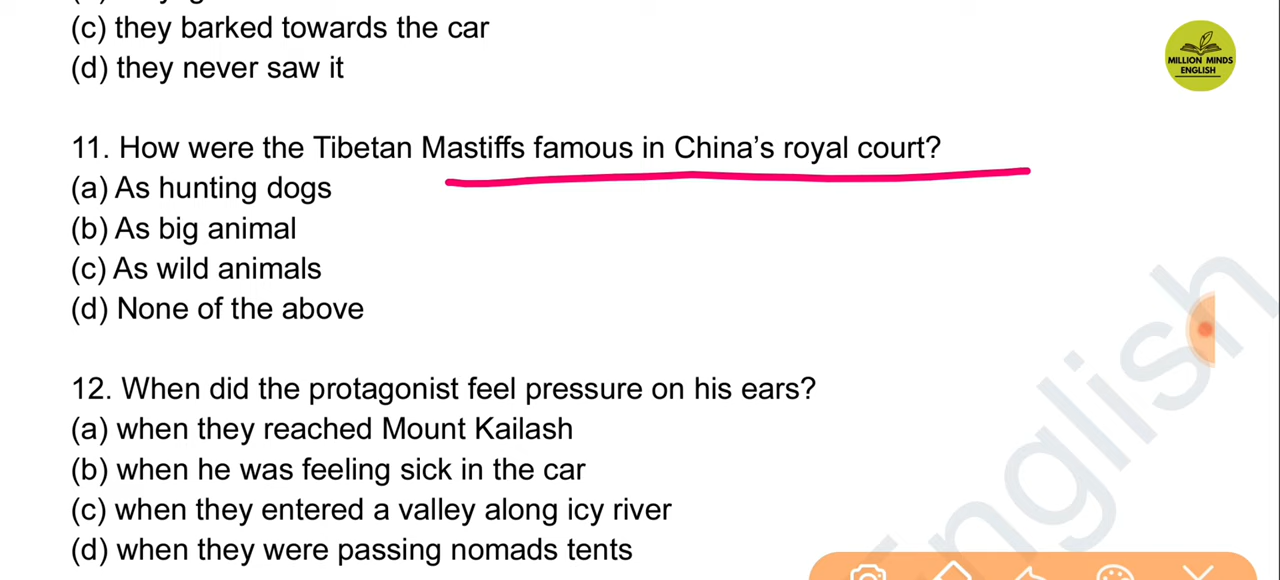 (c) they barked towards the car
(d) they never saw it
MILLION MINDS
ENGLISH
11. How were the Tibetan Mastiffs famous in China’s royal court?
(a) As hunting dogs
(b) As big animal
(c) As wild animals
(d) None of the above
12. When did the protagonist feel pressure on his ears?
(a) when they reached Mount Kailash
(b) when he was feeling sick in the car
(c) when they entered a valley along icy river
(d) when they were passing nomads tents
English